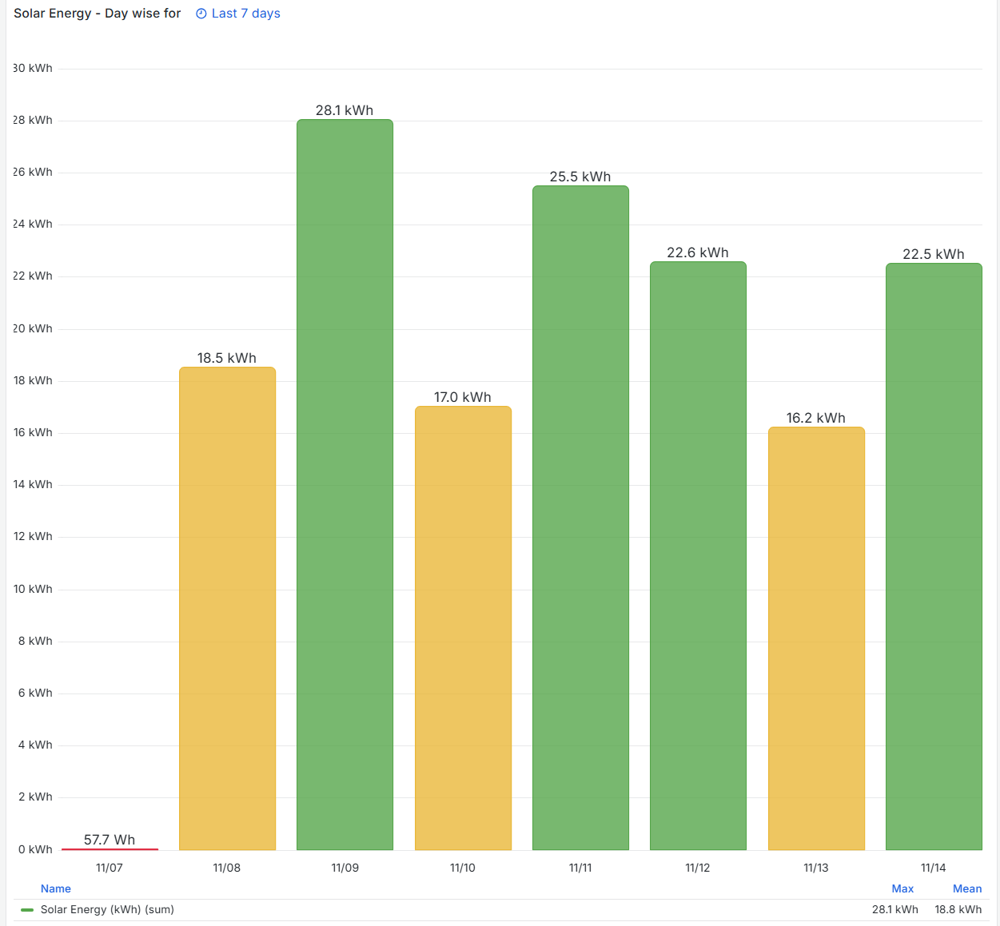 Solar Energy - Day wise for Last 7 days
30 kWh
28.1 kWh
28 kWh
26 kWh
25.5 kWh
24 kWh
22.6 kWh
22.5 kWh
22 kWh
20 kWh
18.5 kWh
18 kWh
17.0 kWh
16.2 kWh
16 kWh
14 kWh
12 kWh
10 kWh
8 kWh
6 kWh
4 kWh
2 kWh
57.7 Wh
0 kWh
11/07 11/08 11/09 11/10 11/11 11/12 11/13 11/14
Name Max Mean
Solar Energy (kWh) (sum) 28.1 kWh 18.8 kWh